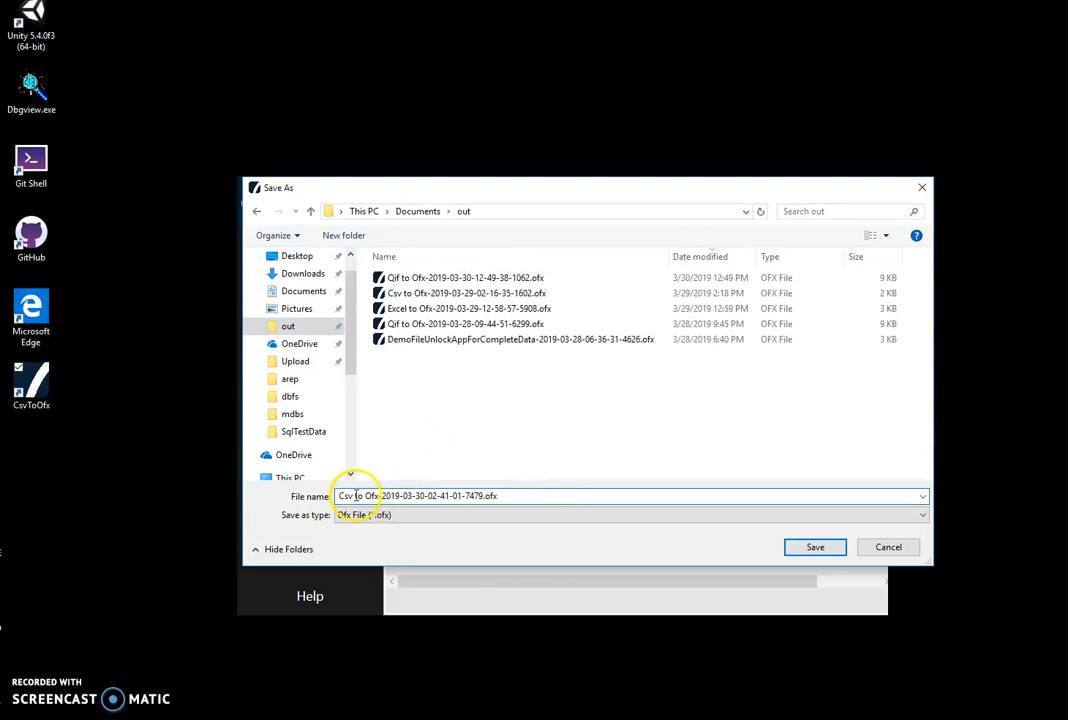 Unity 5.4.0f3
(64-bit)
Dbgview.exe
Git Shell
GitHub
Microsoft
Edge
CsvToOfx
Save As
This PC > Documents > out
Search out
Organize
New folder
Desktop
Downloads
Documents
Pictures
out
OneDrive
Upload
arep
dbfs
mdbs
SqlTestData
OneDrive
This PC
Name Date modified Type Size
Qif to Ofx-2019-03-30-12-49-38-1062.ofx 3/30/2019 12:49 PM OFX File 9 KB
Csv to Ofx-2019-03-29-02-16-35-1602.ofx 3/29/2019 2:18 PM OFX File 2 KB
Excel to Ofx-2019-03-29-12-58-57-5908.ofx 3/29/2019 12:59 PM OFX File 3 KB
Qif to Ofx-2019-03-28-09-44-51-6299.ofx 3/28/2019 9:45 PM OFX File 9 KB
DemoFileUnlockAppForCompleteData-2019-03-28-06-36-31-4626.ofx 3/28/2019 6:40 PM OFX File 3 KB
File name: Csv to Ofx-2019-03-30-02-41-01-7479.ofx
Save as type: Ofx File (*.ofx)
Hide Folders
Save
Cancel
Help
RECORDED WITH
SCREENCAST MATIC